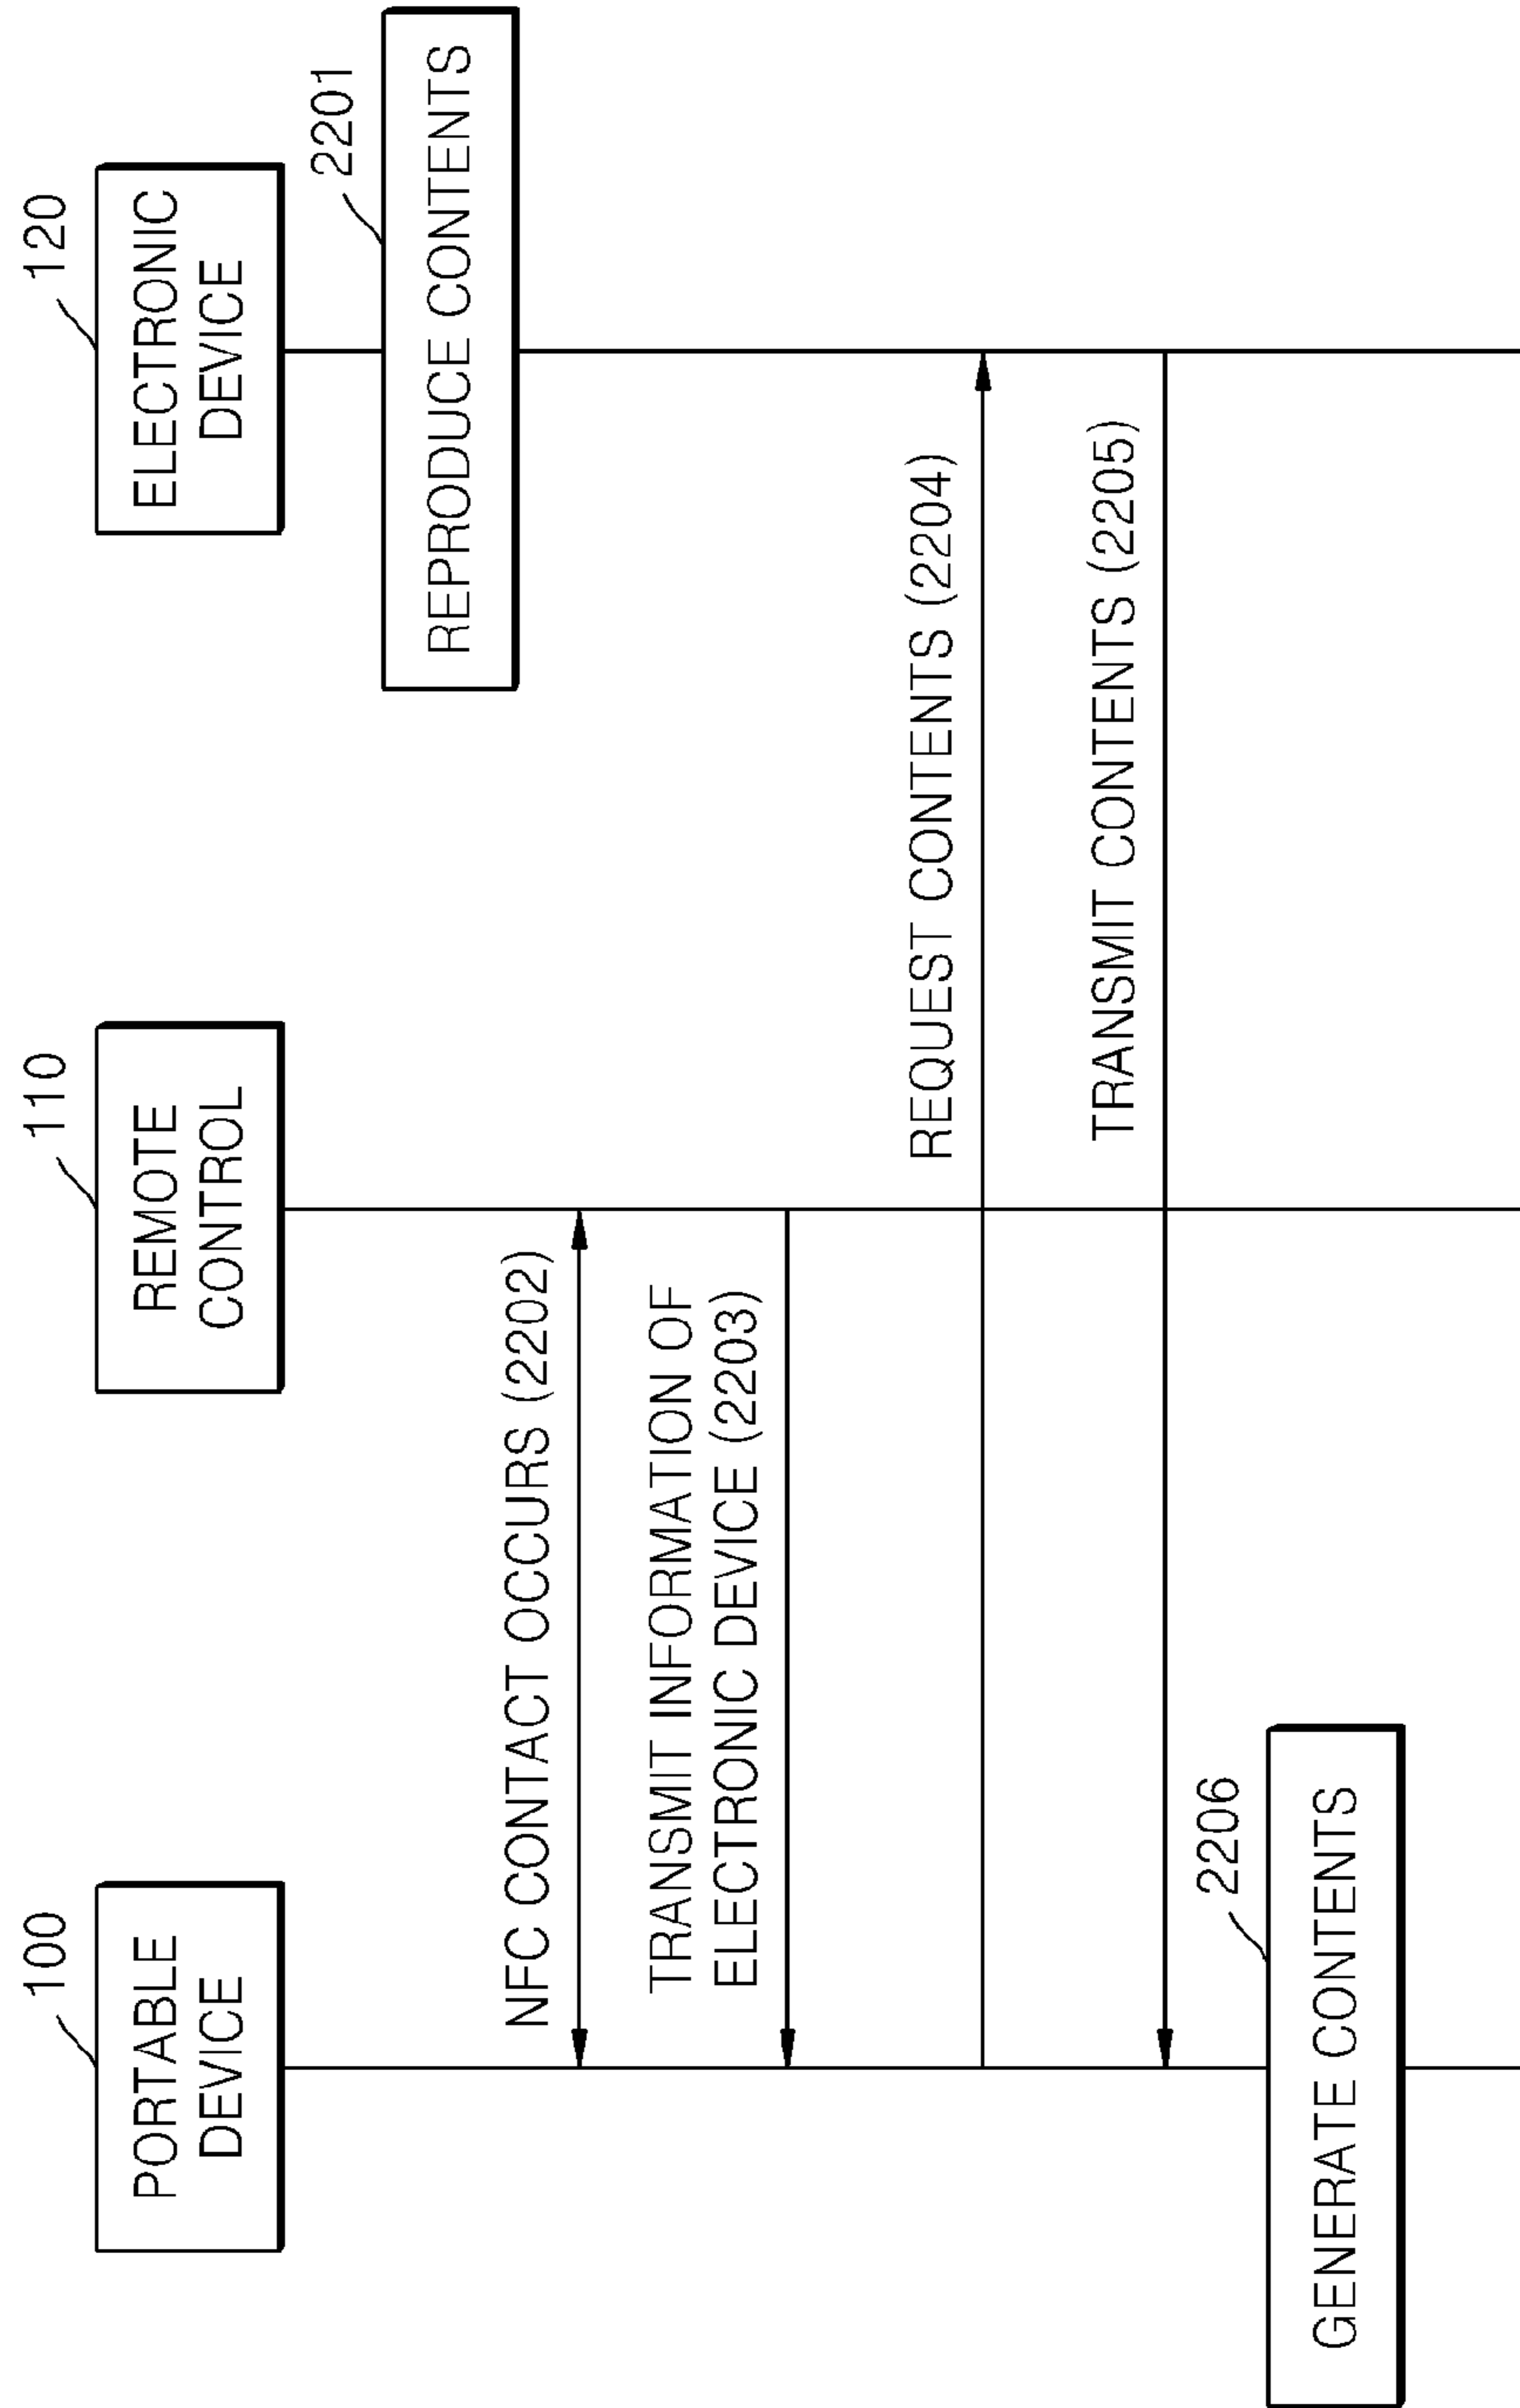 100
110
120
PORTABLE
DEVICE
REMOTE
CONTROL
ELECTRONIC
DEVICE
2201
REPRODUCE CONTENTS
NFC CONTACT OCCURS (2202)
TRANSMIT INFORMATION OF
ELECTRONIC DEVICE (2203)
REQUEST CONTENTS (2204)
TRANSMIT CONTENTS (2205)
2206
GENERATE CONTENTS